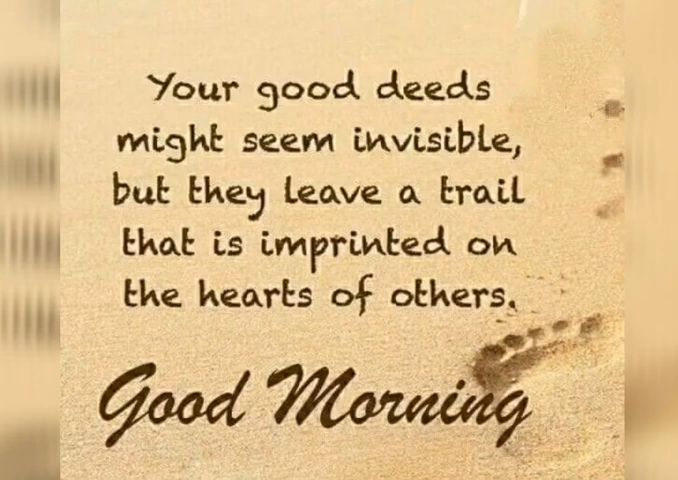 Your good deeds
might seem invisible,
but they leave a trail
that is imprinted on
the hearts of others.
Good Morning